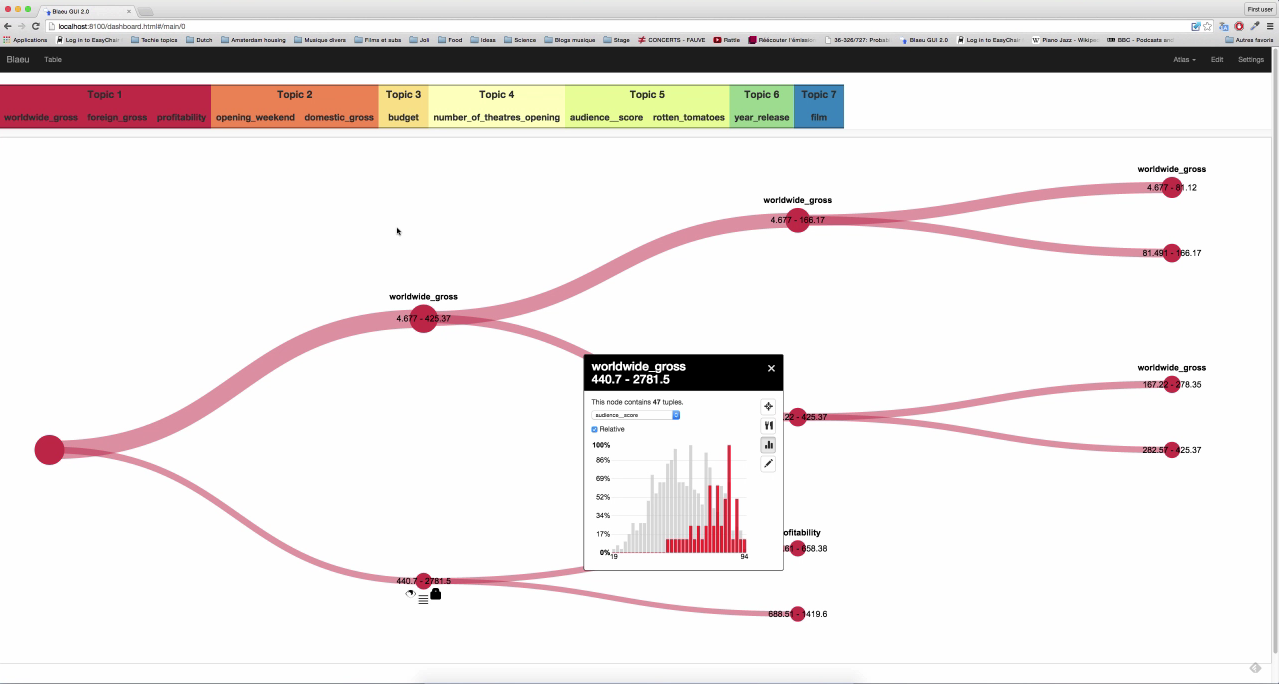 Blaeu GUI 2.0
First user
localhost:8100/dashboard.html#/main/0
Applications Log in to EasyChair Techie topics Dutch Amsterdam housing Musique divers Films et subs Joli Food Ideas Science Blogs musique Stage CONCERTS - FAUVE Rattle Réécouter l'émission 36-326/727: Probabi Blaeu GUI 2.0 Log in to EasyChair Piano Jazz - Wikipe BBC - Podcasts and Autres favoris
Blaeu Table Atlas Edit Settings
Topic 1 Topic 2 Topic 3 Topic 4 Topic 5 Topic 6 Topic 7
worldwide_gross foreign_gross profitability opening_weekend domestic_gross budget number_of_theatres_opening audience__score rotten_tomatoes year_release film
worldwide_gross
4.677 - 81.12
worldwide_gross
4.677 - 166.17
81.491 - 166.17
worldwide_gross
4.677 - 425.37
worldwide_gross
440.7 - 2781.5
This node contains 47 tuples.
audience__score
Relative
100%
86%
69%
52%
34%
17%
0%
19 94
worldwide_gross
167.22 - 278.35
22 - 425.37
282.57 - 425.37
ofitability
61 - 658.38
440.7 - 2781.5
688.51 - 1419.6